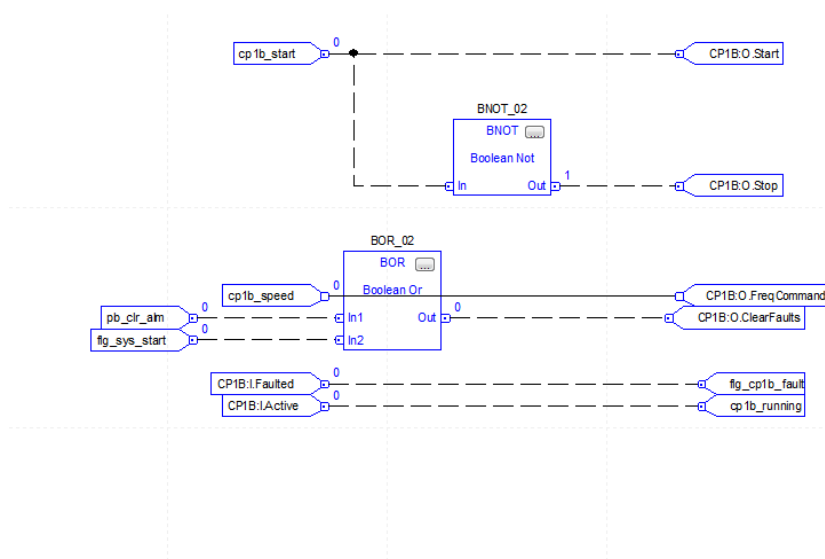 0
cp1b_start
CP1B:O.Start
BNOT_02
BNOT ...
Boolean Not
1
In Out
CP1B:O.Stop
BOR_02
BOR ...
0
cp1b_speed
Boolean Or
CP1B:O.FreqCommand
0
pb_clr_alm
In1
Out
0
CP1B:O.ClearFaults
0
flg_sys_start
In2
0
CP1B:I.Faulted
flg_cp1b_fault
0
CP1B:I.Active
cp1b_running